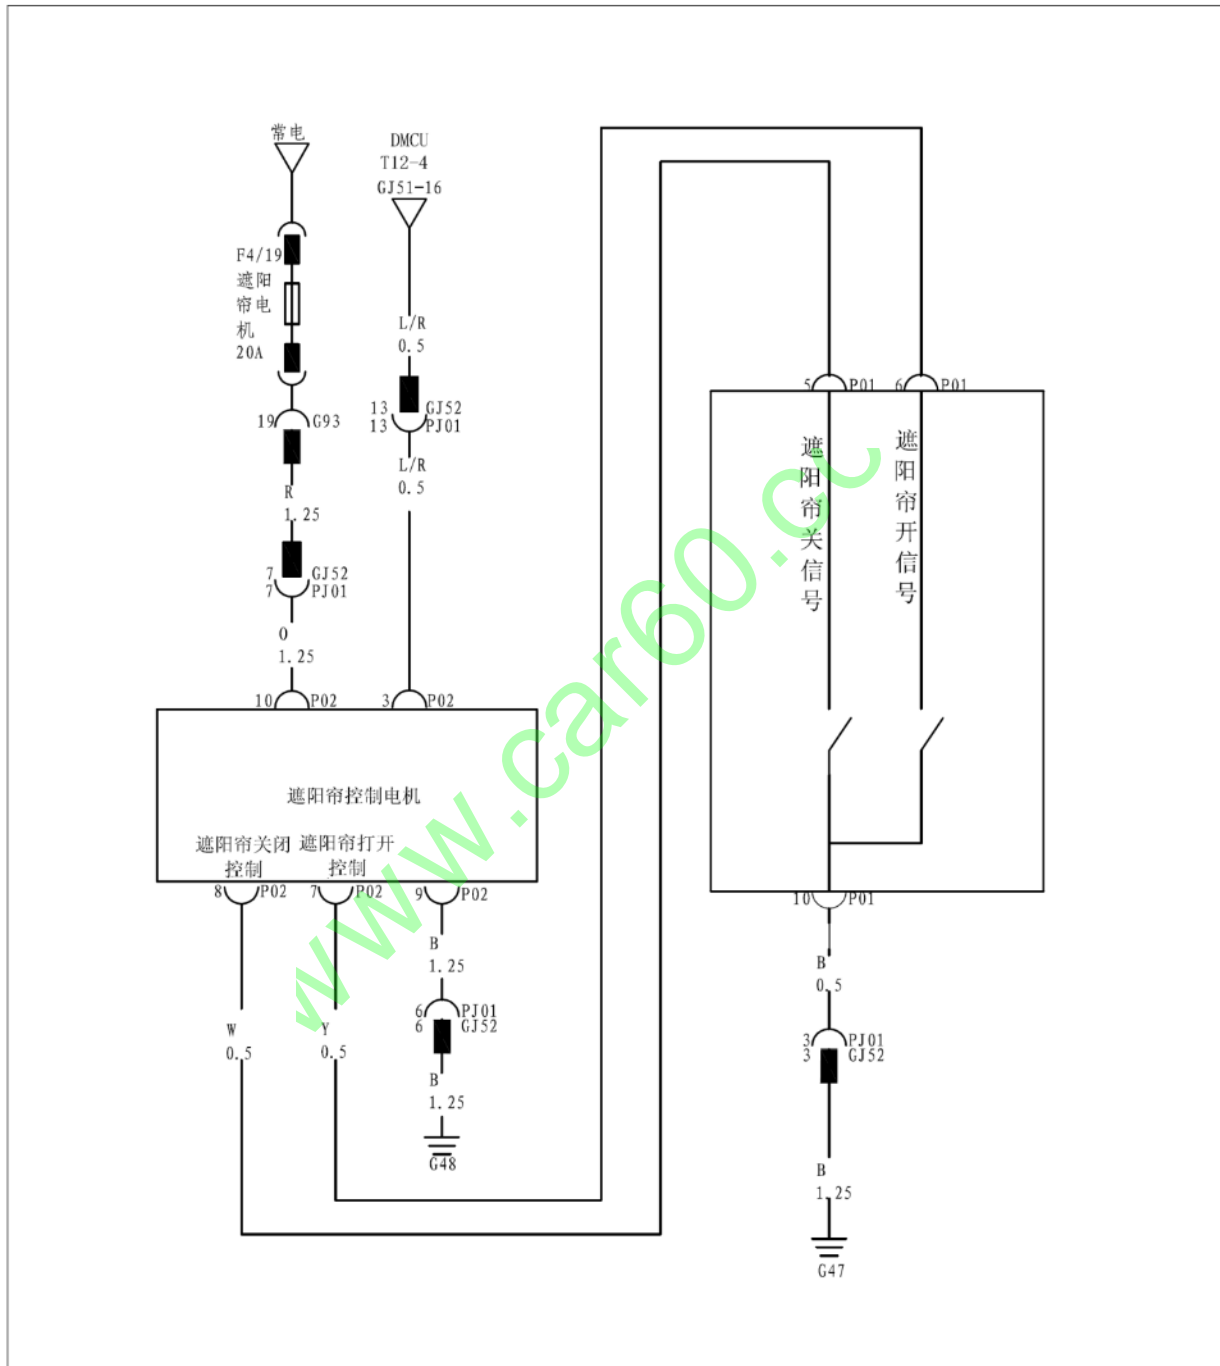 常电
DMCU
T12-4
GJ51-16
F4/19
遮阳
帘电
机
20A
L/R
0.5
13 GJ52
13 PJ01
19 G93
L/R
0.5
R
1.25
7 GJ52
7 PJ01
O
1.25
10 P02
3 P02
遮阳帘控制电机
遮阳帘关闭
控制
遮阳帘打开
控制
8 P02
7 P02
9 P02
B
1.25
6 PJ01
6 GJ52
W
0.5
Y
0.5
B
1.25
G48
5 P01
6 P01
遮阳帘关信号
遮阳帘开信号
10 P01
B
0.5
3 PJ01
3 GJ52
B
1.25
G47
www.car60.cc